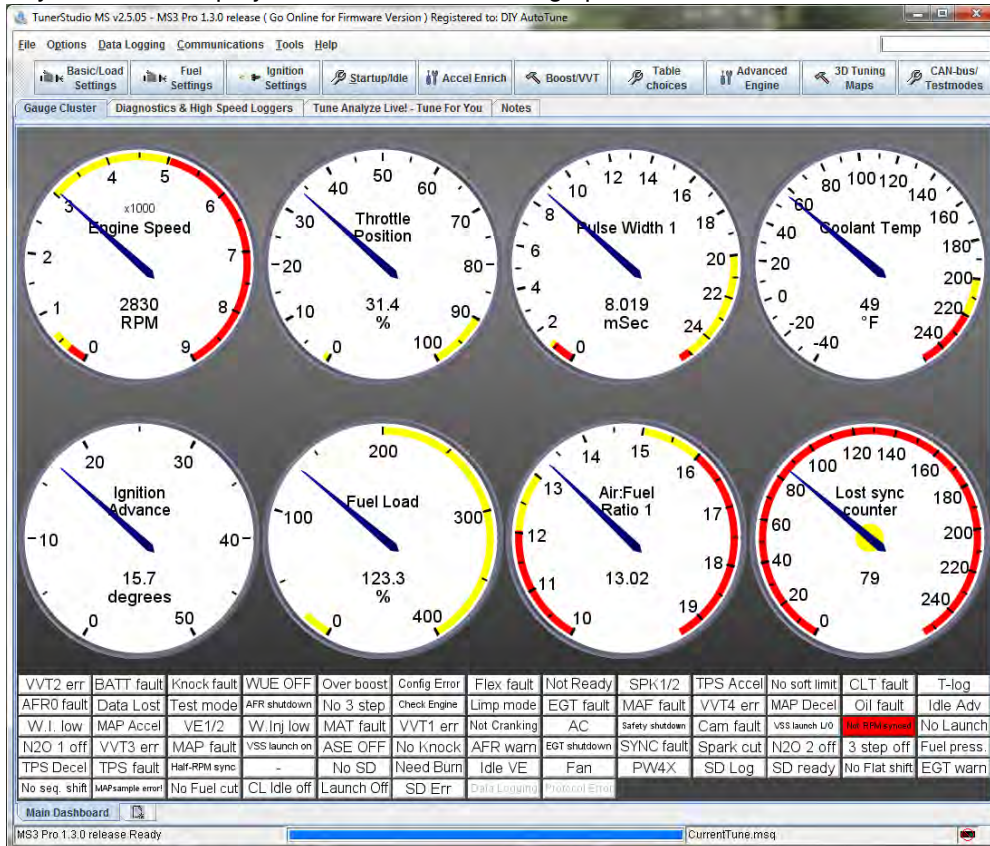 TunerStudio MS v2.5.05 - MS3 Pro 1.3.0 release ( Go Online for Firmware Version ) Registered to: DIY AutoTune
File Options Data Logging Communications Tools Help
Basic/Load Settings
Fuel Settings
Ignition Settings
Startup/Idle
Accel Enrich
Boost/VVT
Table choices
Advanced Engine
3D Tuning Maps
CAN-bus/ Testmodes
Gauge Cluster Diagnostics & High Speed Loggers Tune Analyze Live! - Tune For You Notes
0 1 2 3 4 5 6 7 8 9
x1000
Engine Speed
2830
RPM
0 10 20 30 40 50 60 70 80 90 100
Throttle
Position
31.4
%
0 2 4 6 8 10 12 14 16 18 20 22 24
Pulse Width 1
8.019
mSec
-40 -20 0 20 40 60 80 100 120 140 160 180 200 220 240
Coolant Temp
49
°F
0 10 20 30 40 50
Ignition
Advance
15.7
degrees
0 100 200 300 400
Fuel Load
123.3
%
10 11 12 13 14 15 16 17 18 19
Air:Fuel
Ratio 1
13.02
0 20 40 60 80 100 120 140 160 180 200 220 240
Lost sync
counter
79
VVT2 err BATT fault Knock fault WUE OFF Over boost Config Error Flex fault Not Ready SPK1/2 TPS Accel No soft limit CLT fault T-log
AFR0 fault Data Lost Test mode AFR shutdown No 3 step Check Engine Limp mode EGT fault MAF fault VVT4 err MAP Decel Oil fault Idle Adv
W.I. low MAP Accel VE1/2 W.Inj low MAT fault VVT1 err Not Cranking AC Safety shutdown Cam fault VSS launch L/0 Not RPM synced No Launch
N2O 1 off VVT3 err MAP fault VSS launch on ASE OFF No Knock AFR warn EGT shutdown SYNC fault Spark cut N2O 2 off 3 step off Fuel press.
TPS Decel TPS fault Half-RPM sync - No SD Need Burn Idle VE Fan PW4X SD Log SD ready No Flat shift EGT warn
No seq. shift MAPsample error! No Fuel cut CL Idle off Launch Off SD Err Data Logging Protocol Error
Main Dashboard
MS3 Pro 1.3.0 release Ready
CurrentTune.msq